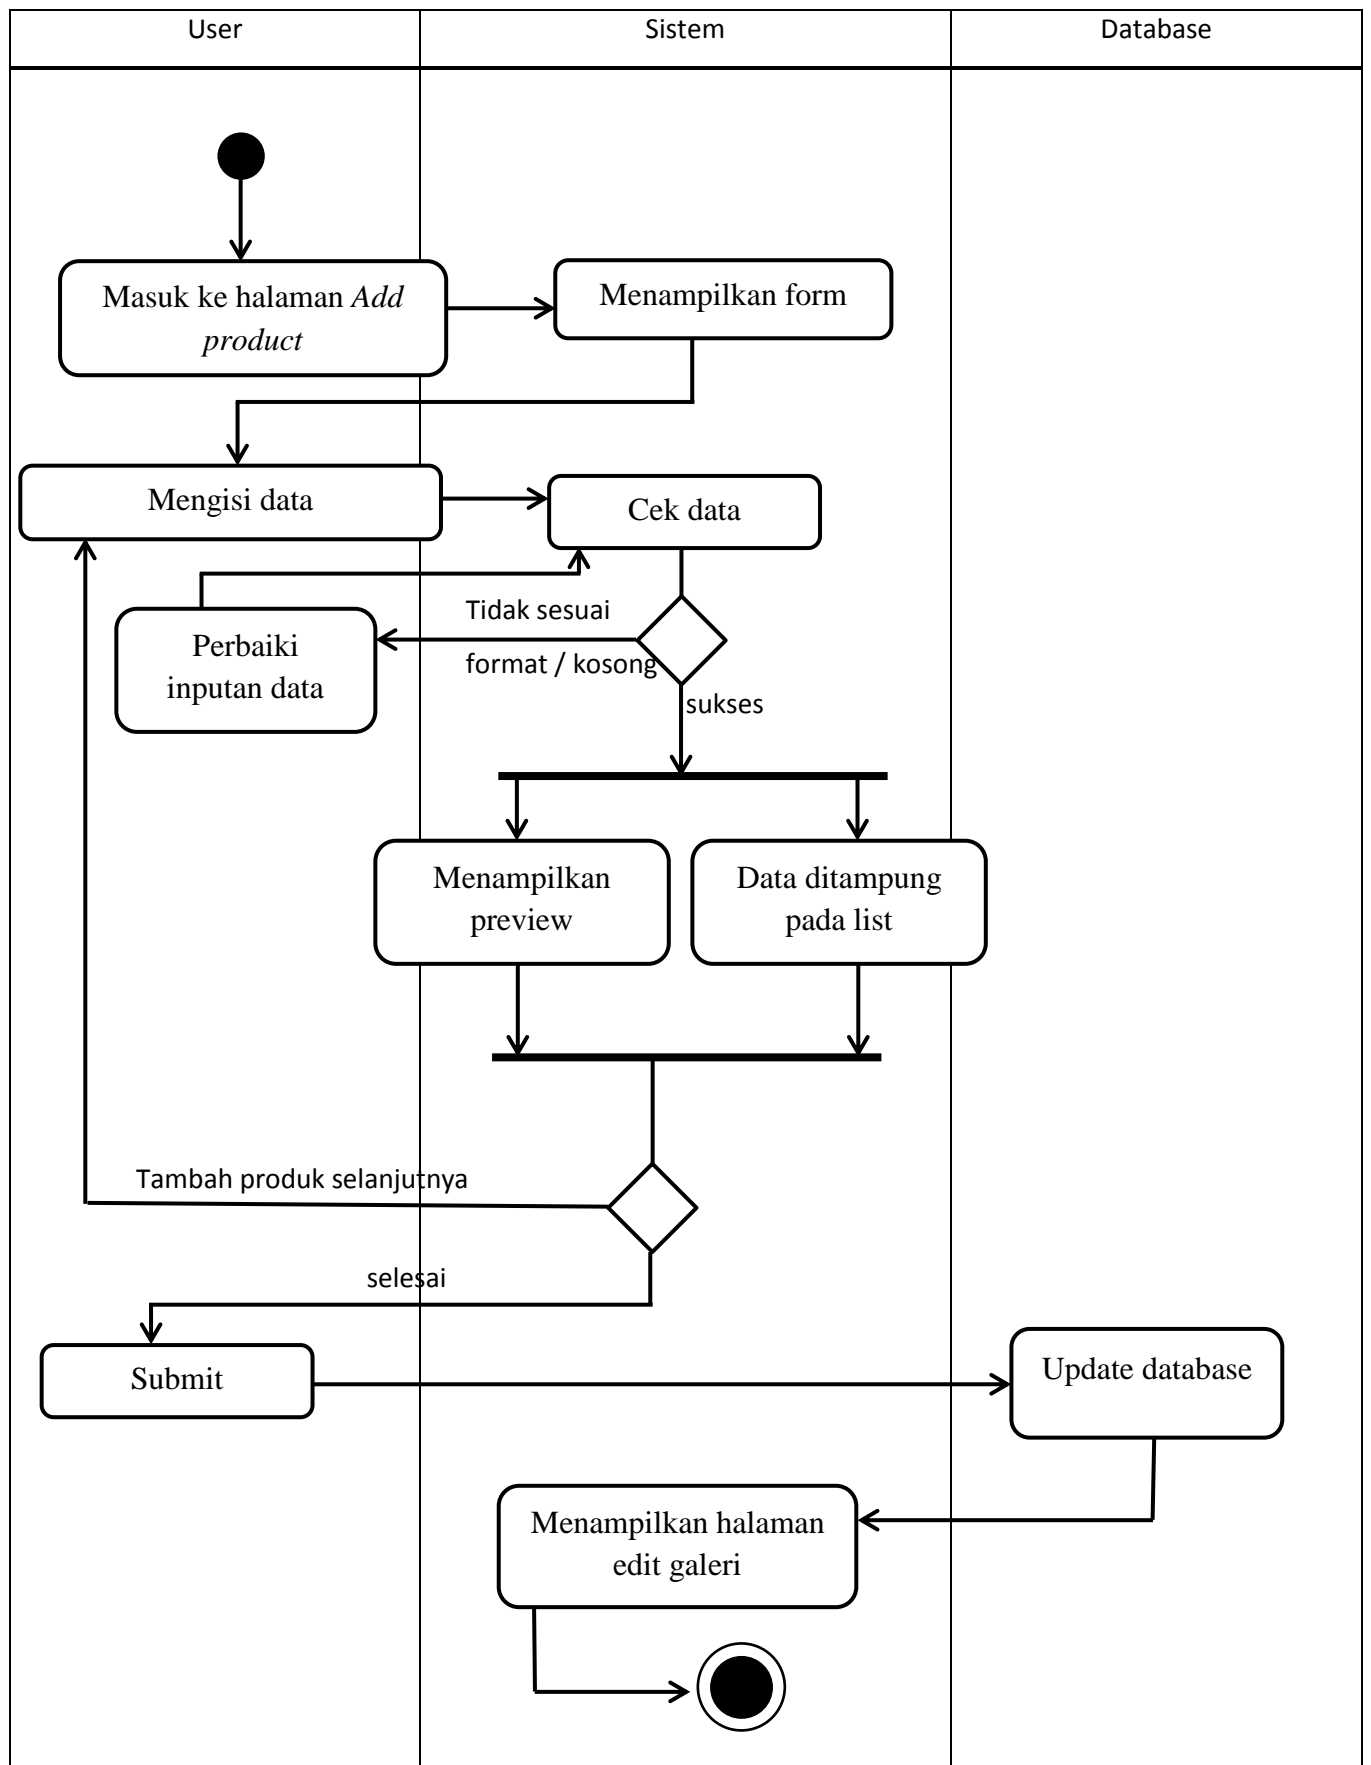 User
Sistem
Database
Masuk ke halaman Add
product
Menampilkan form
Mengisi data
Cek data
Tidak sesuai
format / kosong
Perbaiki
inputan data
sukses
Menampilkan
preview
Data ditampung
pada list
Tambah produk selanjutnya
selesai
Submit
Update database
Menampilkan halaman
edit galeri